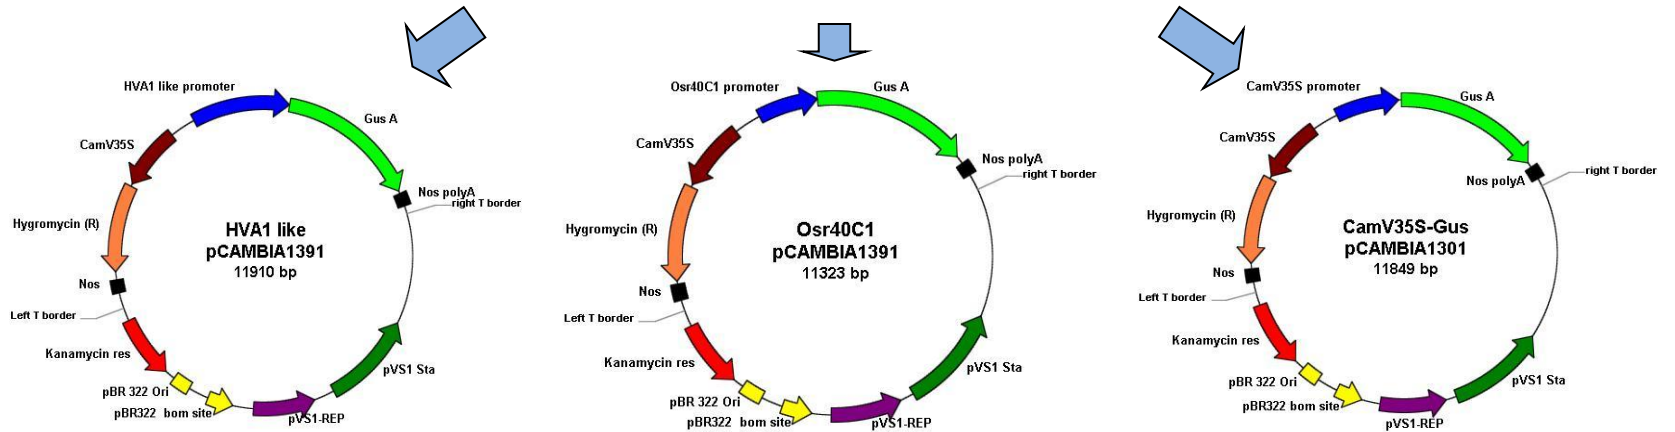 HVA1 like promoter
Gus A
CamV35S
Nos polyA
right T border
Hygromycin (R)
HVA1 like
pCAMBIA1391
11910 bp
Nos
Left T border
Kanamycin res
pVS1 Sta
pBR 322 Ori
pBR322 bom site
pVS1-REP
Osr40C1 promoter
Gus A
CamV35S
Nos polyA
right T border
Hygromycin (R)
Osr40C1
pCAMBIA1391
11323 bp
Nos
Left T border
Kanamycin res
pVS1 Sta
pBR 322 Ori
pBR322 bom site
pVS1-REP
CamV35S promoter
Gus A
CamV35S
Nos polyA
right T border
Hygromycin (R)
CamV35S-Gus
pCAMBIA1301
11849 bp
Nos
Left T border
Kanamycin res
pVS1 Sta
pBR 322 Ori
pBR322 bom site
pVS1-REP